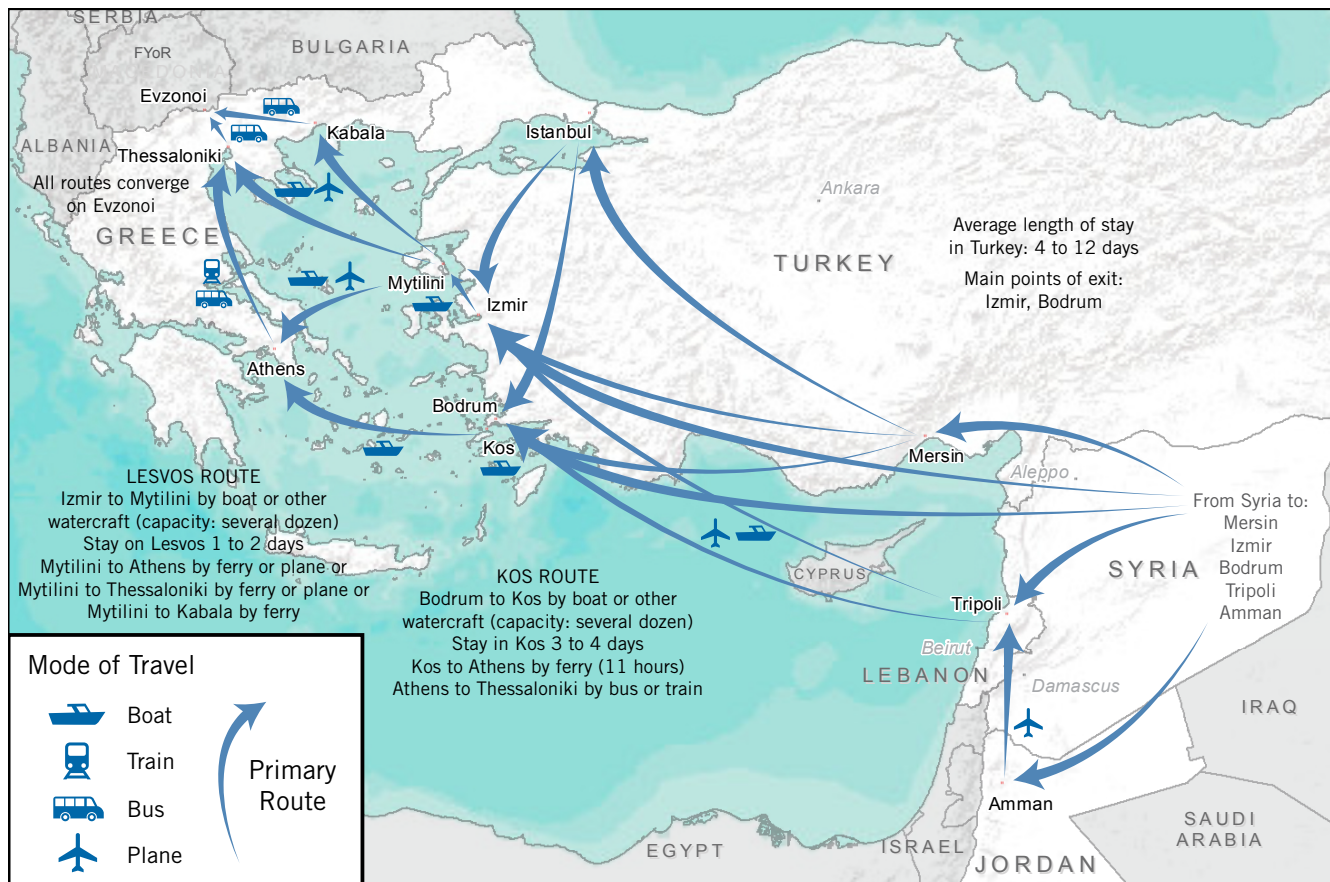 SERBIA
BULGARIA
FYoR
MACEDONIA
Evzonoi
Kabala
Istanbul
ALBANIA
Thessaloniki
All routes converge
on Evzonoi
GREECE
Ankara
Average length of stay
in Turkey: 4 to 12 days
Main points of exit:
Izmir, Bodrum
TURKEY
Mytilini
Izmir
Athens
Bodrum
Kos
Mersin
Aleppo
LESVOS ROUTE
Izmir to Mytilini by boat or other
watercraft (capacity: several dozen)
Stay on Lesvos 1 to 2 days
Mytilini to Athens by ferry or plane or
Mytilini to Thessaloniki by ferry or plane or
Mytilini to Kabala by ferry
KOS ROUTE
Bodrum to Kos by boat or other
watercraft (capacity: several dozen)
Stay in Kos 3 to 4 days
Kos to Athens by ferry (11 hours)
Athens to Thessaloniki by bus or train
CYPRUS
From Syria to:
Mersin
Izmir
Bodrum
Tripoli
Amman
SYRIA
Tripoli
Beirut
LEBANON
Damascus
IRAQ
Amman
SAUDI
ARABIA
EGYPT
ISRAEL
JORDAN
Mode of Travel
Boat
Train
Bus
Plane
Primary
Route